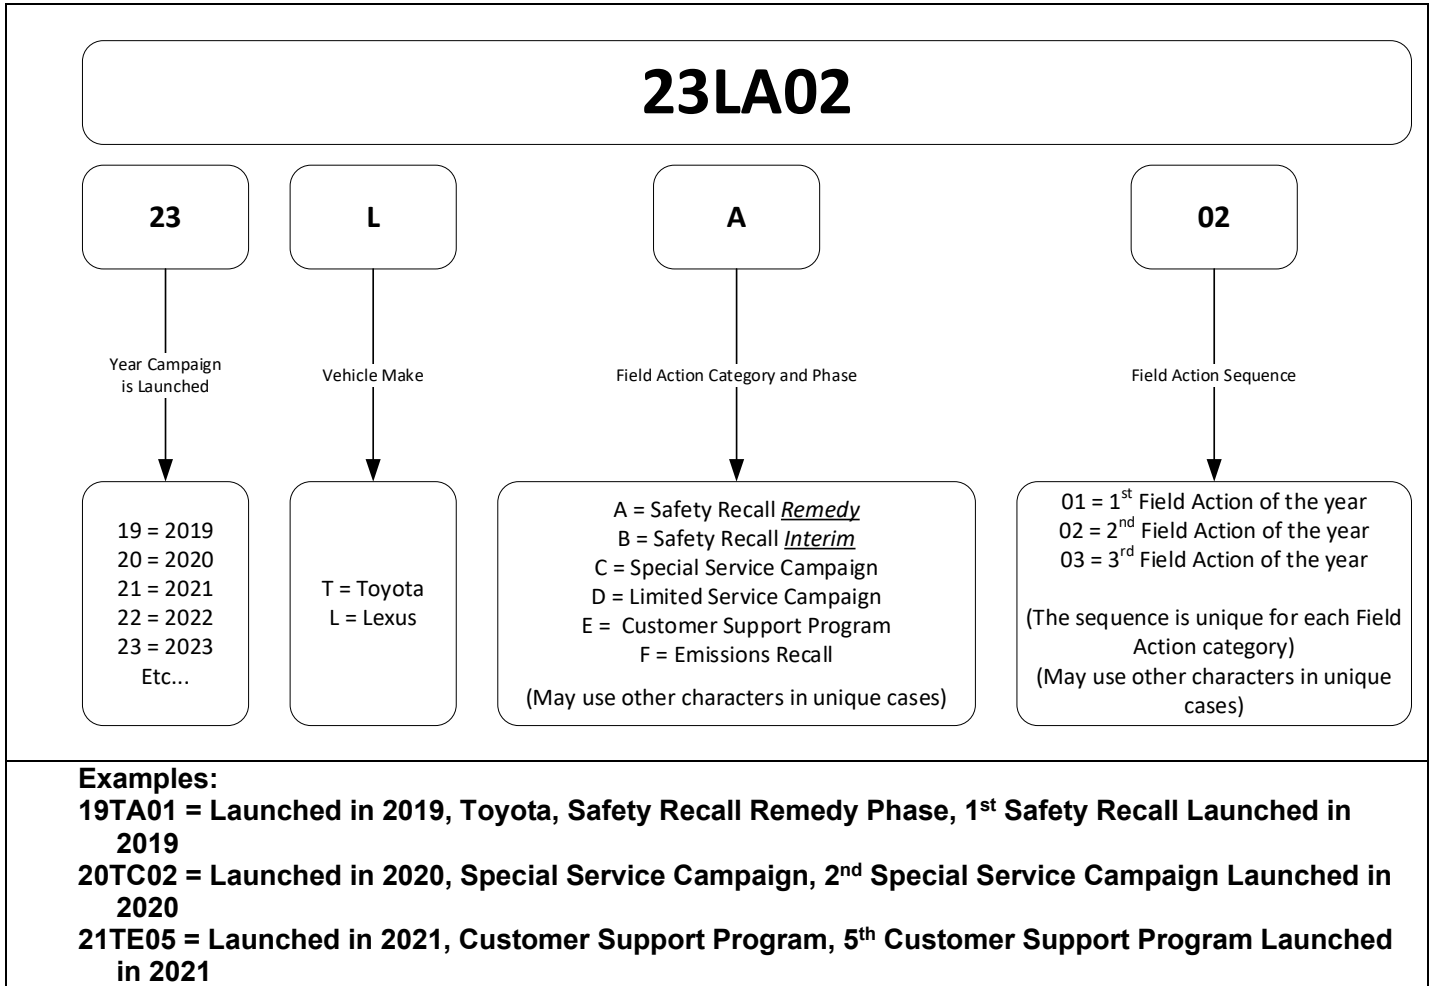 23LA02
23
L
A
02
Year Campaign
is Launched
Vehicle Make
Field Action Category and Phase
Field Action Sequence
19 = 2019
20 = 2020
21 = 2021
22 = 2022
23 = 2023
Etc...
T = Toyota
L = Lexus
A = Safety Recall Remedy
B = Safety Recall Interim
C = Special Service Campaign
D = Limited Service Campaign
E =  Customer Support Program
F = Emissions Recall
(May use other characters in unique cases)
01 = 1st Field Action of the year
02 = 2nd Field Action of the year
03 = 3rd Field Action of the year
(The sequence is unique for each Field
Action category)
(May use other characters in unique
cases)
Examples:
19TA01 = Launched in 2019, Toyota, Safety Recall Remedy Phase, 1st Safety Recall Launched in
2019
20TC02 = Launched in 2020, Special Service Campaign, 2nd Special Service Campaign Launched in
2020
21TE05 = Launched in 2021, Customer Support Program, 5th Customer Support Program Launched
in 2021